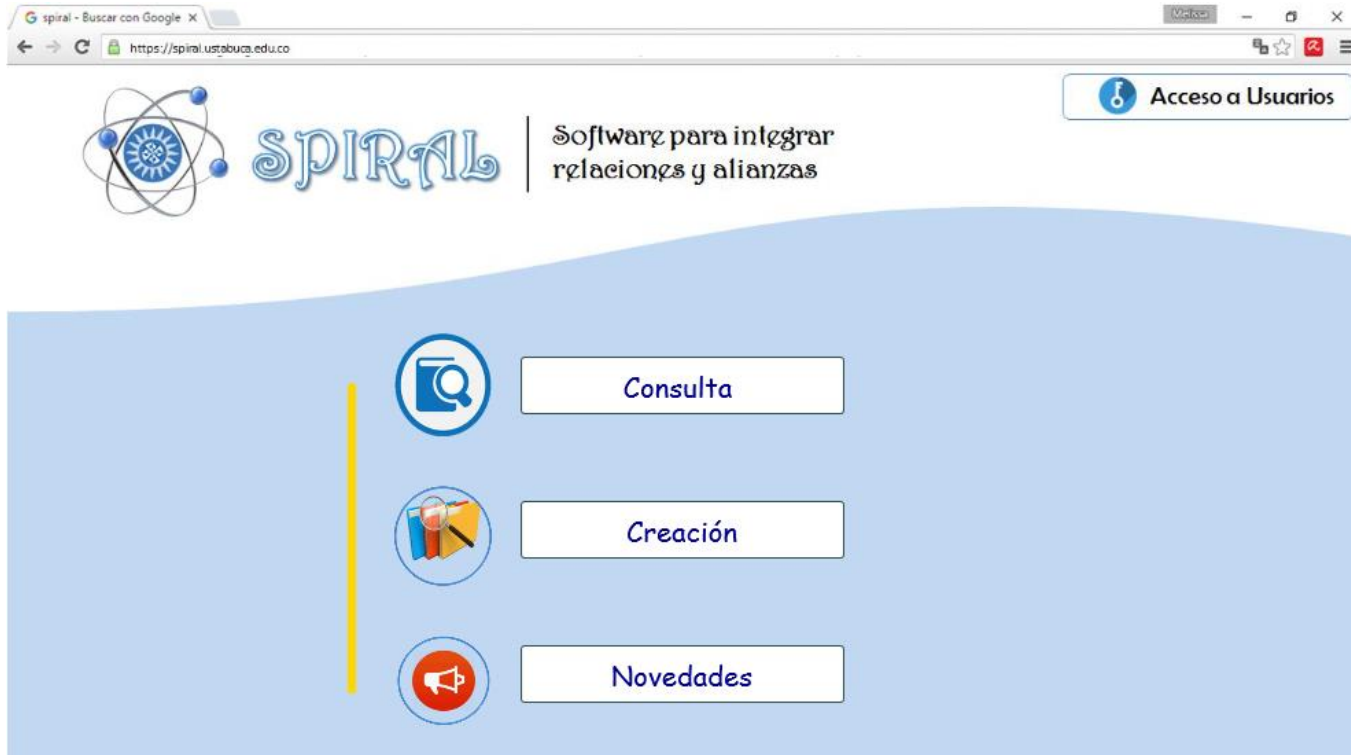 spiral - Buscar con Google
Melissa
https://spiral.ustabuca.edu.co
Acceso a Usuarios
SPIRAL
Software para integrar
relaciones y alianzas
Consulta
Creación
Novedades